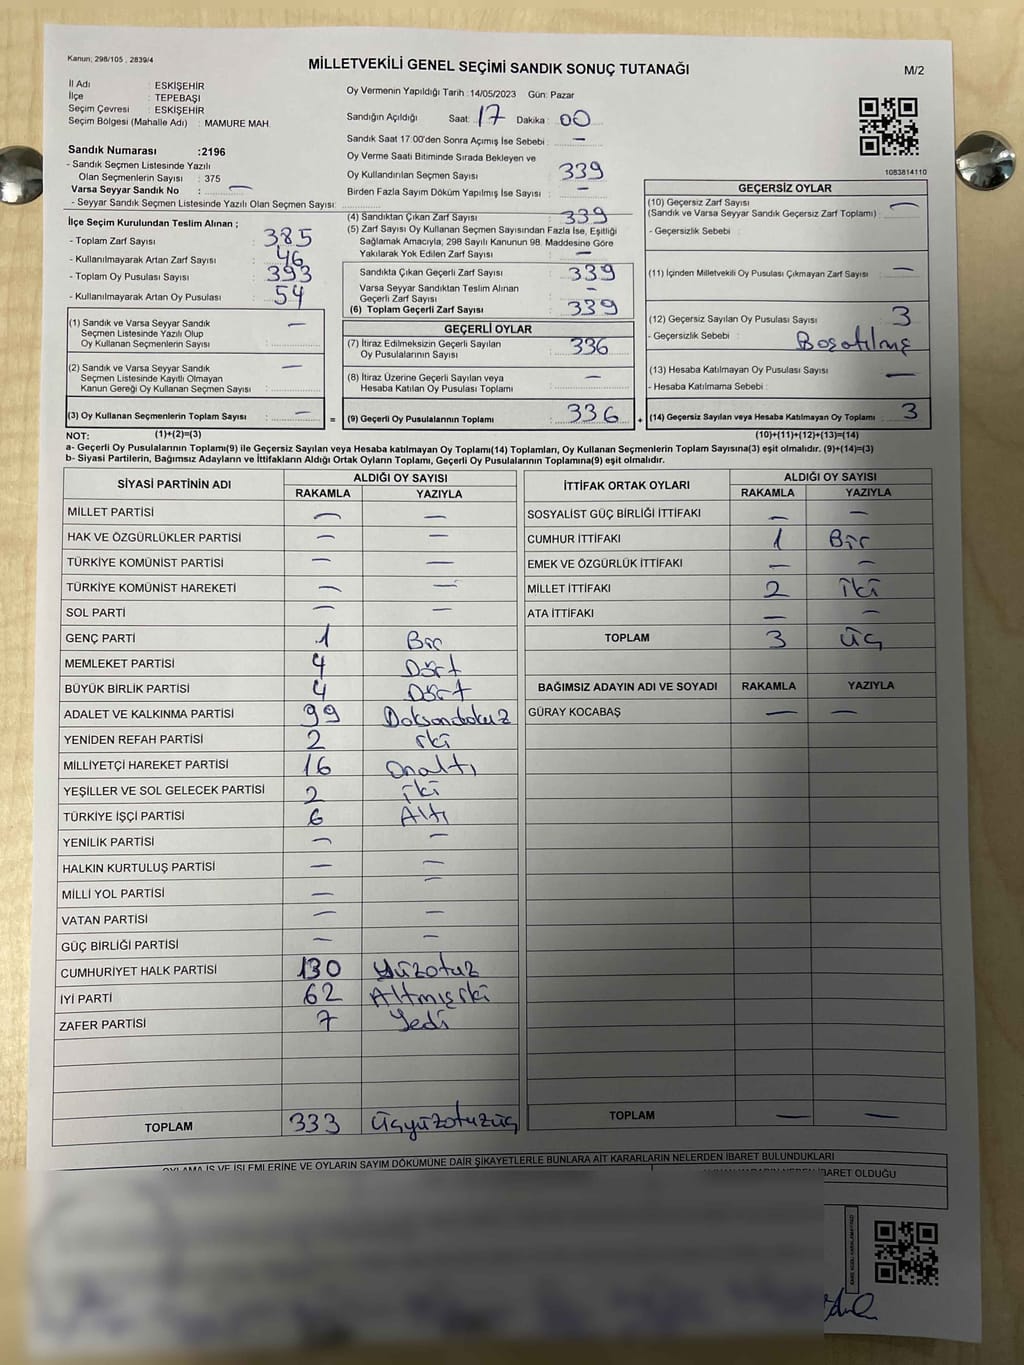 Kanun; 298/105 , 2839/4
MİLLETVEKİLİ GENEL SEÇİMİ SANDIK SONUÇ TUTANAĞI
M/2
İl Adı : ESKİŞEHİR
İlçe : TEPEBAŞI
Seçim Çevresi : ESKİŞEHİR
Seçim Bölgesi (Mahalle Adı) : MAMURE MAH.
Oy Vermenin Yapıldığı Tarih :14/05/2023 Gün: Pazar
Sandığın Açıldığı Saat: 17 Dakika : 00
Sandık Saat 17:00'den Sonra Açımış İse Sebebi : —
Oy Verme Saati Bitiminde Sırada Bekleyen ve
Oy Kullandırılan Seçmen Sayısı : 339
Birden Fazla Sayım Döküm Yapılmış İse Sayısı : —
1083814110
Sandık Numarası :2196
- Sandık Seçmen Listesinde Yazılı
Olan Seçmenlerin Sayısı : 375
Varsa Seyyar Sandık No : —
- Seyyar Sandık Seçmen Listesinde Yazılı Olan Seçmen Sayısı:
İlçe Seçim Kurulundan Teslim Alınan ;
- Toplam Zarf Sayısı : 385
- Kullanılmayarak Artan Zarf Sayısı : 46
- Toplam Oy Pusulası Sayısı : 393
- Kullanılmayarak Artan Oy Pusulası : 54
(4) Sandıktan Çıkan Zarf Sayısı : 339
(5) Zarf Sayısı Oy Kullanan Seçmen Sayısından Fazla İse, Eşitliği
Sağlamak Amacıyla; 298 Sayılı Kanunun 98. Maddesine Göre
Yakılarak Yok Edilen Zarf Sayısı : —
Sandıkta Çıkan Geçerli Zarf Sayısı : 339
Varsa Seyyar Sandıktan Teslim Alınan
Geçerli Zarf Sayısı : —
(6) Toplam Geçerli Zarf Sayısı : 339
GEÇERSİZ OYLAR
(10) Geçersiz Zarf Sayısı : —
(Sandık ve Varsa Seyyar Sandık Geçersiz Zarf Toplamı)
- Geçersizlik Sebebi :
(11) İçinden Milletvekili Oy Pusulası Çıkmayan Zarf Sayısı : —
(12) Geçersiz Sayılan Oy Pusulası Sayısı : 3
- Geçersizlik Sebebi : Boş atılmış
(13) Hesaba Katılmayan Oy Pusulası Sayısı : —
- Hesaba Katılmama Sebebi :
(1) Sandık ve Varsa Seyyar Sandık
Seçmen Listesinde Yazılı Olup
Oy Kullanan Seçmenlerin Sayısı : —
(2) Sandık ve Varsa Seyyar Sandık
Seçmen Listesinde Kayıtlı Olmayan
Kanun Gereği Oy Kullanan Seçmen Sayısı : —
GEÇERLİ OYLAR
(7) İtiraz Edilmeksizin Geçerli Sayılan
Oy Pusulalarının Sayısı : 336
(8) İtiraz Üzerine Geçerli Sayılan veya
Hesaba Katılan Oy Pusulası Toplamı : —
(3) Oy Kullanan Seçmenlerin Toplam Sayısı : — = (9) Geçerli Oy Pusulalarının Toplamı : 336 + (14) Geçersiz Sayılan veya Hesaba Katılmayan Oy Toplamı : 3
NOT: (1)+(2)=(3) (10)+(11)+(12)+(13)=(14)
a- Geçerli Oy Pusulalarının Toplamı(9) ile Geçersiz Sayılan veya Hesaba katılmayan Oy Toplamı(14) Toplamları, Oy Kullanan Seçmenlerin Toplam Sayısına(3) eşit olmalıdır. (9)+(14)=(3)
b- Siyasi Partilerin, Bağımsız Adayların ve İttifakların Aldığı Ortak Oyların Toplamı, Geçerli Oy Pusulalarının Toplamına(9) eşit olmalıdır.
SİYASİ PARTİNİN ADI ALDIĞI OY SAYISI
RAKAMLA YAZIYLA
MİLLET PARTİSİ — —
HAK VE ÖZGÜRLÜKLER PARTİSİ — —
TÜRKİYE KOMÜNİST PARTİSİ — —
TÜRKİYE KOMÜNİST HAREKETİ — —
SOL PARTİ — —
GENÇ PARTİ 1 Bir
MEMLEKET PARTİSİ 4 Dört
BÜYÜK BİRLİK PARTİSİ 4 Dört
ADALET VE KALKINMA PARTİSİ 99 Doksandokuz
YENİDEN REFAH PARTİSİ 2 iki
MİLLİYETÇİ HAREKET PARTİSİ 16 Onaltı
YEŞİLLER VE SOL GELECEK PARTİSİ 2 iki
TÜRKİYE İŞÇİ PARTİSİ 6 Altı
YENİLİK PARTİSİ — —
HALKIN KURTULUŞ PARTİSİ — —
MİLLİ YOL PARTİSİ — —
VATAN PARTİSİ — —
GÜÇ BİRLİĞİ PARTİSİ — —
CUMHURİYET HALK PARTİSİ 130 Yüzotuz
İYİ PARTİ 62 Altmışiki
ZAFER PARTİSİ 7 Yedi
TOPLAM 333 Üçyüzotuzüç
İTTİFAK ORTAK OYLARI ALDIĞI OY SAYISI
RAKAMLA YAZIYLA
SOSYALİST GÜÇ BİRLİĞİ İTTİFAKI — —
CUMHUR İTTİFAKI 1 Bir
EMEK VE ÖZGÜRLÜK İTTİFAKI — —
MİLLET İTTİFAKI 2 iki
ATA İTTİFAKI — —
TOPLAM 3 üç
BAĞIMSIZ ADAYIN ADI VE SOYADI RAKAMLA YAZIYLA
GÜRAY KOCABAŞ — —
TOPLAM — —
OYLAMA İŞ VE İŞLEMLERİNE VE OYLARIN SAYIM DÖKÜMÜNE DAİR ŞİKAYETLERLE BUNLARA AİT KARARLARIN NELERDEN İBARET BULUNDUKLARI
İBARET OLDUĞU